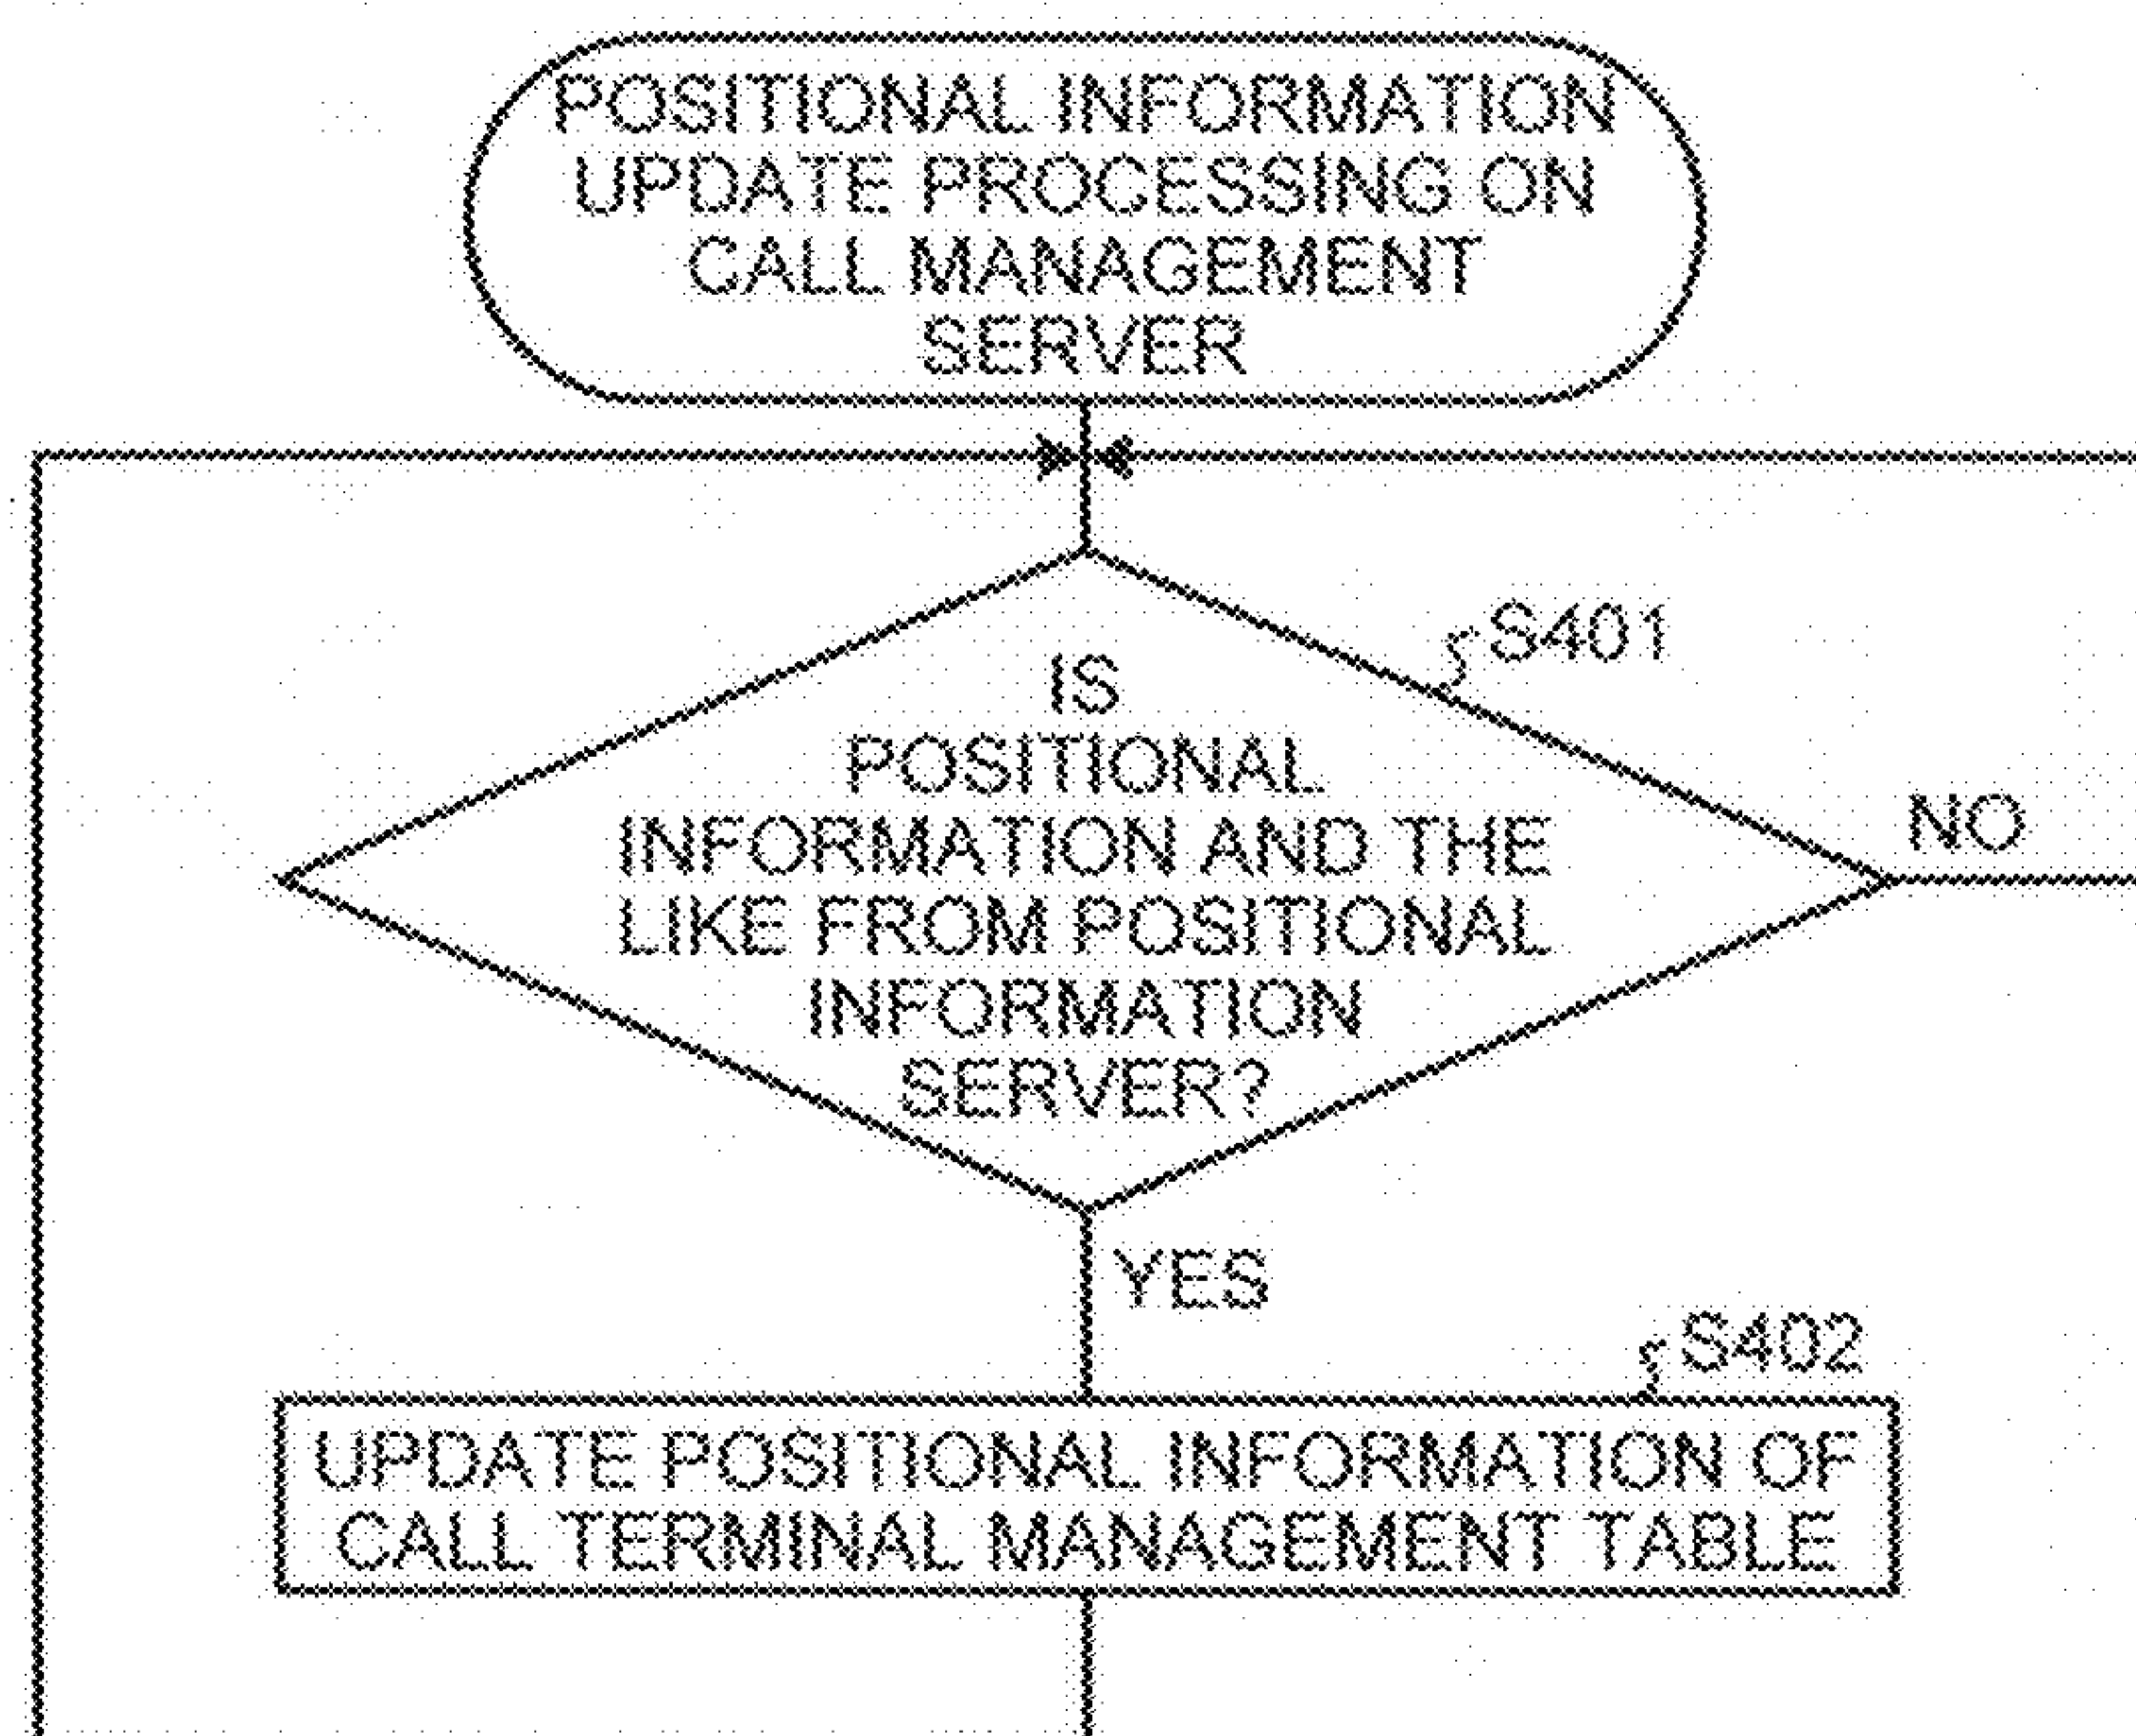 POSITIONAL INFORMATION
UPDATE PROCESSING ON
CALL MANAGEMENT
SERVER
S401
IS
POSITIONAL
INFORMATION AND THE
LIKE FROM POSITIONAL
INFORMATION
SERVER?
NO
YES
S402
UPDATE POSITIONAL INFORMATION OF
CALL TERMINAL MANAGEMENT TABLE